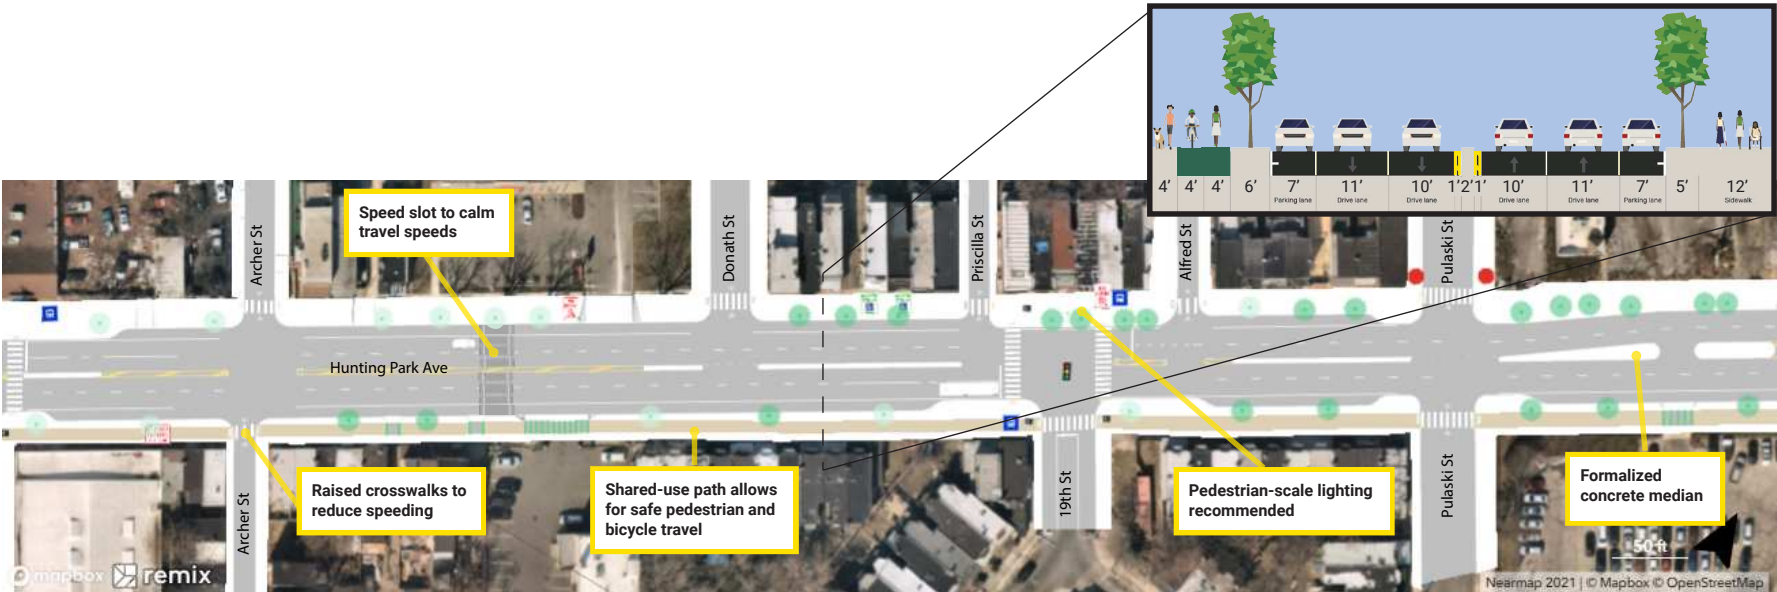 4’ 4’ 4’ 6’ 7’ 11’ 10’ 1’ 2’ 1’ 10’ 11’ 7’ 5’ 12’
Parking lane Drive lane Drive lane Drive lane Drive lane Parking lane Sidewalk
Archer St
Speed slot to calm
travel speeds
Donath St
Priscilla St
Alfred St
Pulaski St
Hunting Park Ave
Archer St
Raised crosswalks to
reduce speeding
Shared-use path allows
for safe pedestrian and
bicycle travel
19th St
Pedestrian-scale lighting
recommended
Pulaski St
Formalized
concrete median
50 ft
mapbox remix
Nearmap 2021 | © Mapbox © OpenStreetMap